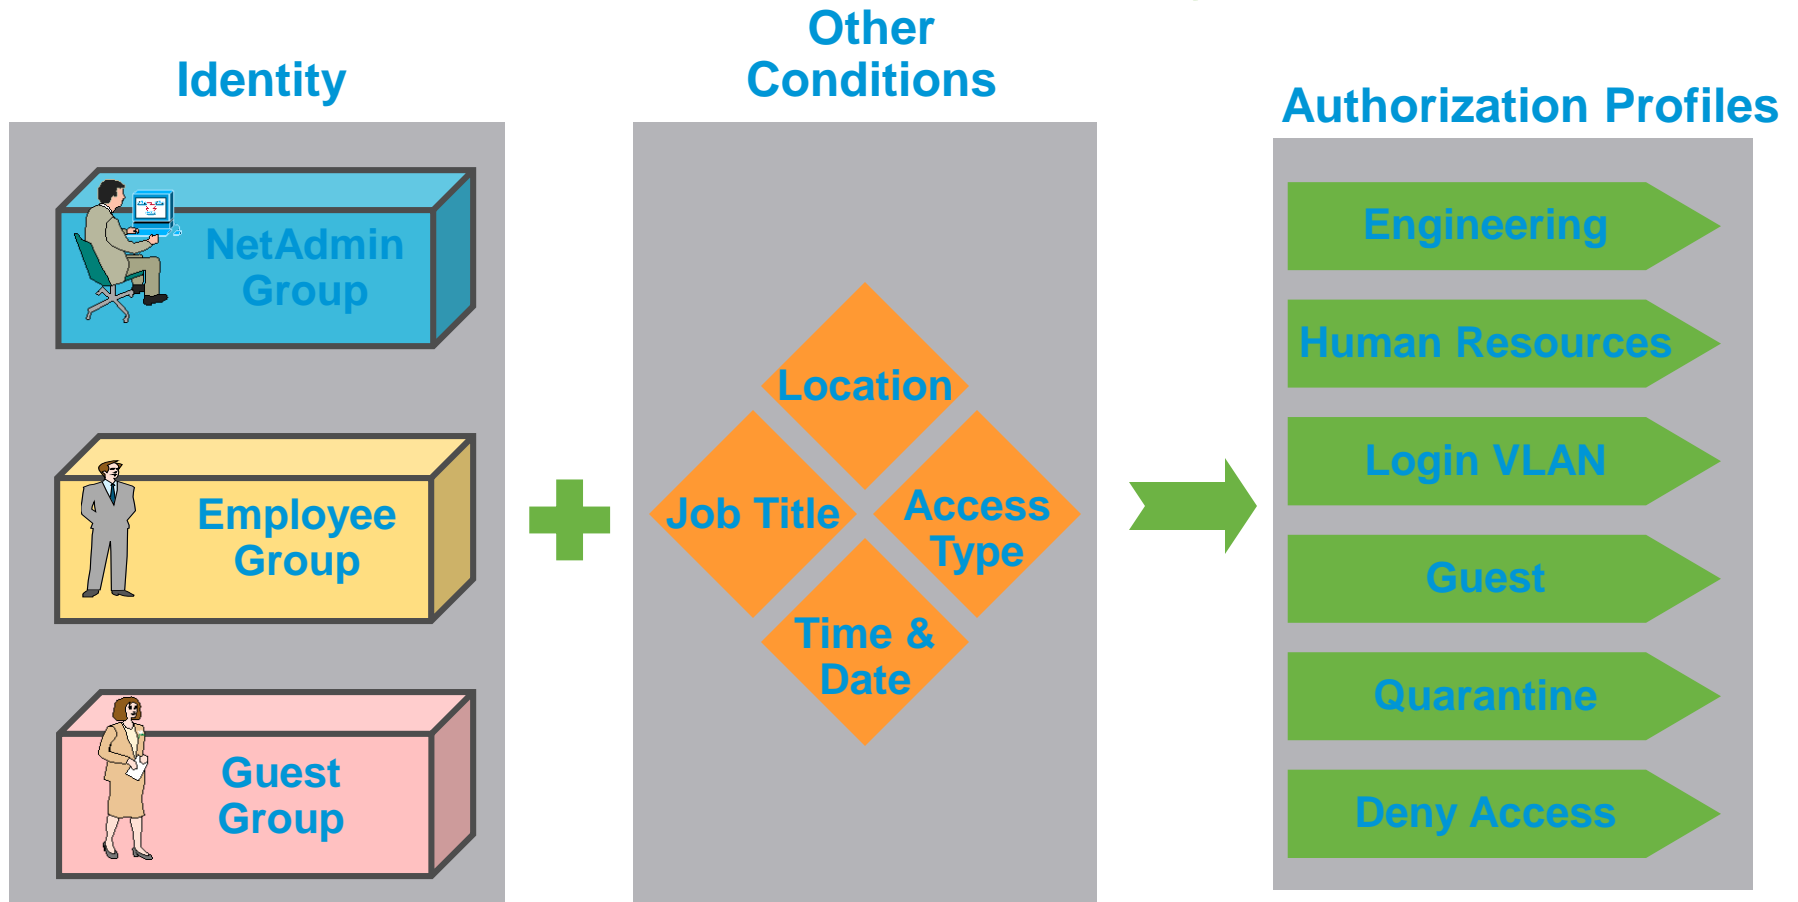 Identity
NetAdmin
Group
Employee
Group
Guest
Group
Other
Conditions
Location
Job Title
Access
Type
Time &
Date
Authorization Profiles
Engineering
Human Resources
Login VLAN
Guest
Quarantine
Deny Access